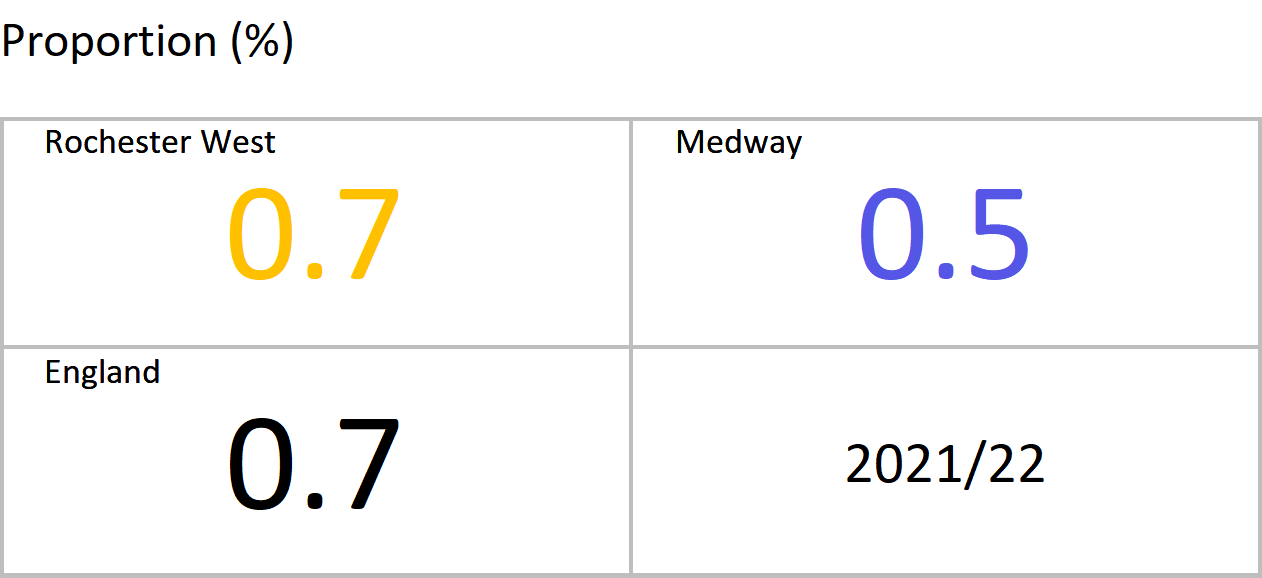 Proportion (%)
Rochester West
0.7
Medway
0.5
England
0.7
2021/22